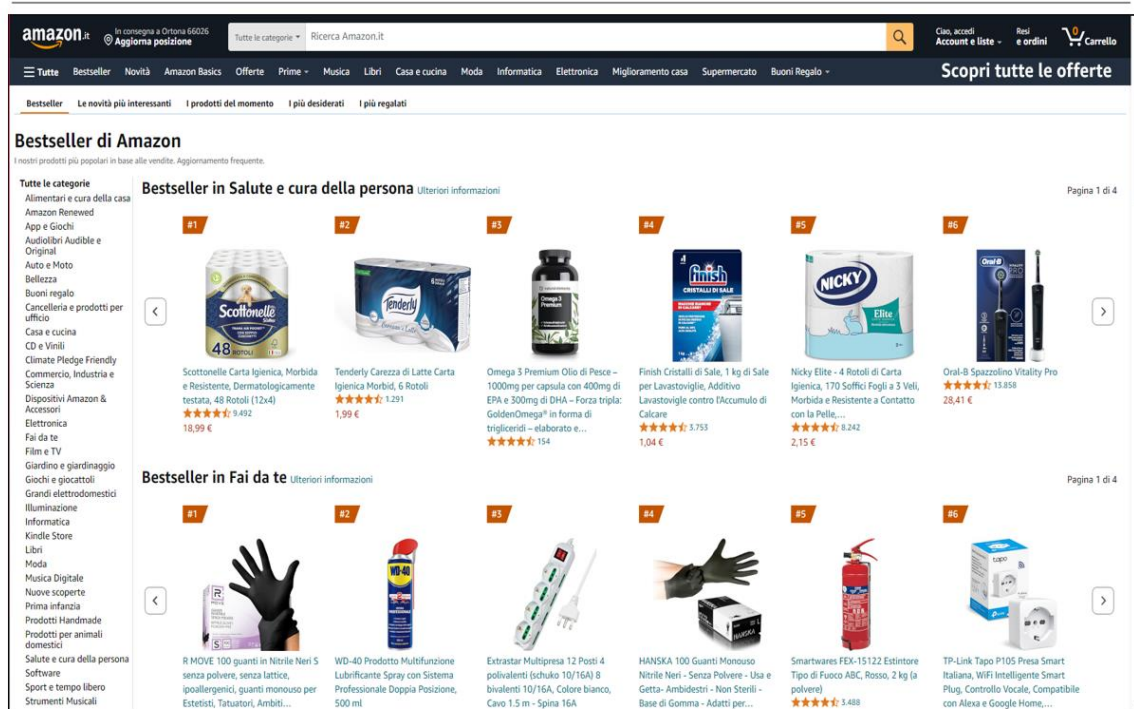 amazon.it
In consegna a Ortona 66026
Aggiorna posizione
Tutte le categorie
Ricerca Amazon.it
Ciao, accedi
Account e liste
Resi
e ordini
0
Carrello
Tutte
Bestseller
Novità
Amazon Basics
Offerte
Prime
Musica
Libri
Casa e cucina
Moda
Informatica
Elettronica
Miglioramento casa
Supermercato
Buoni Regalo
Scopri tutte le offerte
Bestseller
Le novità più interessanti
I prodotti del momento
I più desiderati
I più regalati
Bestseller di Amazon
I nostri prodotti più popolari in base alle vendite. Aggiornamento frequente.
Tutte le categorie
Alimentari e cura della casa
Amazon Renewed
App e Giochi
Audiolibri Audible e
Original
Auto e Moto
Bellezza
Buoni regalo
Cancelleria e prodotti per
ufficio
Casa e cucina
CD e Vinili
Climate Pledge Friendly
Commercio, Industria e
Scienza
Dispositivi Amazon &
Accessori
Elettronica
Fai da te
Film e TV
Giardino e giardinaggio
Giochi e giocattoli
Grandi elettrodomestici
Illuminazione
Informatica
Kindle Store
Libri
Moda
Musica Digitale
Nuove scoperte
Prima infanzia
Prodotti Handmade
Prodotti per animali
domestici
Salute e cura della persona
Software
Sport e tempo libero
Strumenti Musicali
Bestseller in Salute e cura della persona Ulteriori informazioni
Pagina 1 di 4
#1
Scottonelle
48 ROTOLI
Scottonelle Carta Igienica, Morbida
e Resistente, Dermatologicamente
testata, 48 Rotoli (12x4)
9.492
18,99 €
#2
Tenderly
Tenderly Carezza di Latte Carta
Igienica Morbid, 6 Rotoli
1.291
1,99 €
#3
Omega 3
Premium
Omega 3 Premium Olio di Pesce –
1000mg per capsula con 400mg di
EPA e 300mg di DHA – Forza tripla:
GoldenOmega® in forma di
trigliceridi – elaborato e…
154
#4
finish
CRISTALLI DI SALE
Finish Cristalli di Sale, 1 kg di Sale
per Lavastoviglie, Additivo
Lavastoviglie contro l'Accumulo di
Calcare
3.753
1,04 €
#5
NICKY
Elite
Nicky Elite - 4 Rotoli di Carta
Igienica, 170 Soffici Fogli a 3 Veli,
Morbida e Resistente a Contatto
con la Pelle,…
8.242
2,15 €
#6
Oral-B
PRO
Oral-B Spazzolino Vitality Pro
13.858
28,41 €
Bestseller in Fai da te Ulteriori informazioni
Pagina 1 di 4
#1
R MOVE 100 guanti in Nitrile Neri S
senza polvere, senza lattice,
ipoallergenici, guanti monouso per
Estetisti, Tatuatori, Ambiti…
#2
WD-40
WD-40 Prodotto Multifunzione
Lubrificante Spray con Sistema
Professionale Doppia Posizione,
500 ml
#3
Extrastar Multipresa 12 Posti 4
polivalenti (schuko 10/16A) 8
bivalenti 10/16A, Colore bianco,
Cavo 1.5 m - Spina 16A
#4
HANSKA
HANSKA 100 Guanti Monouso
Nitrile Neri - Senza Polvere - Usa e
Getta- Ambidestri - Non Sterili -
Base di Gomma - Adatti per…
#5
Smartwares FEX-15122 Estintore
Tipo di Fuoco ABC, Rosso, 2 kg (a
polvere)
3.488
#6
tapo
TP-Link Tapo P105 Presa Smart
Italiana, WiFi Intelligente Smart
Plug, Controllo Vocale, Compatibile
con Alexa e Google Home,…